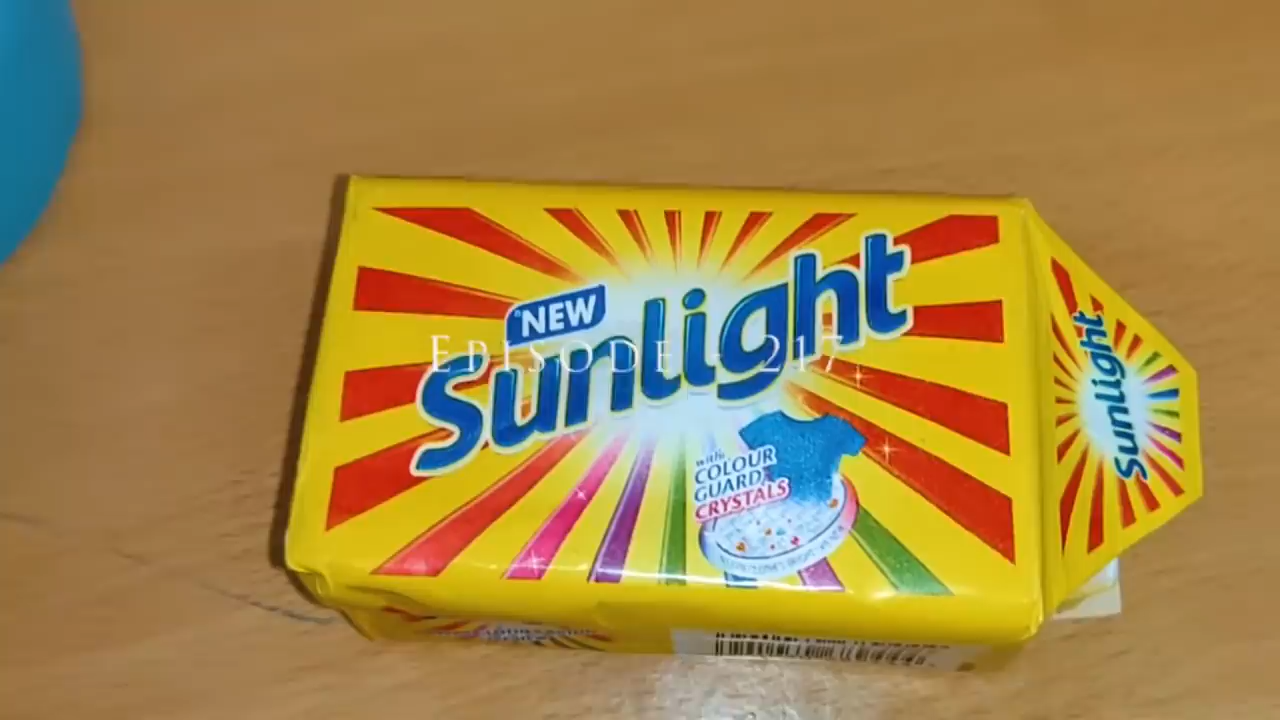 NEW
Sunlight
Episode - 217
with
COLOUR
GUARD
CRYSTALS
Sunlight